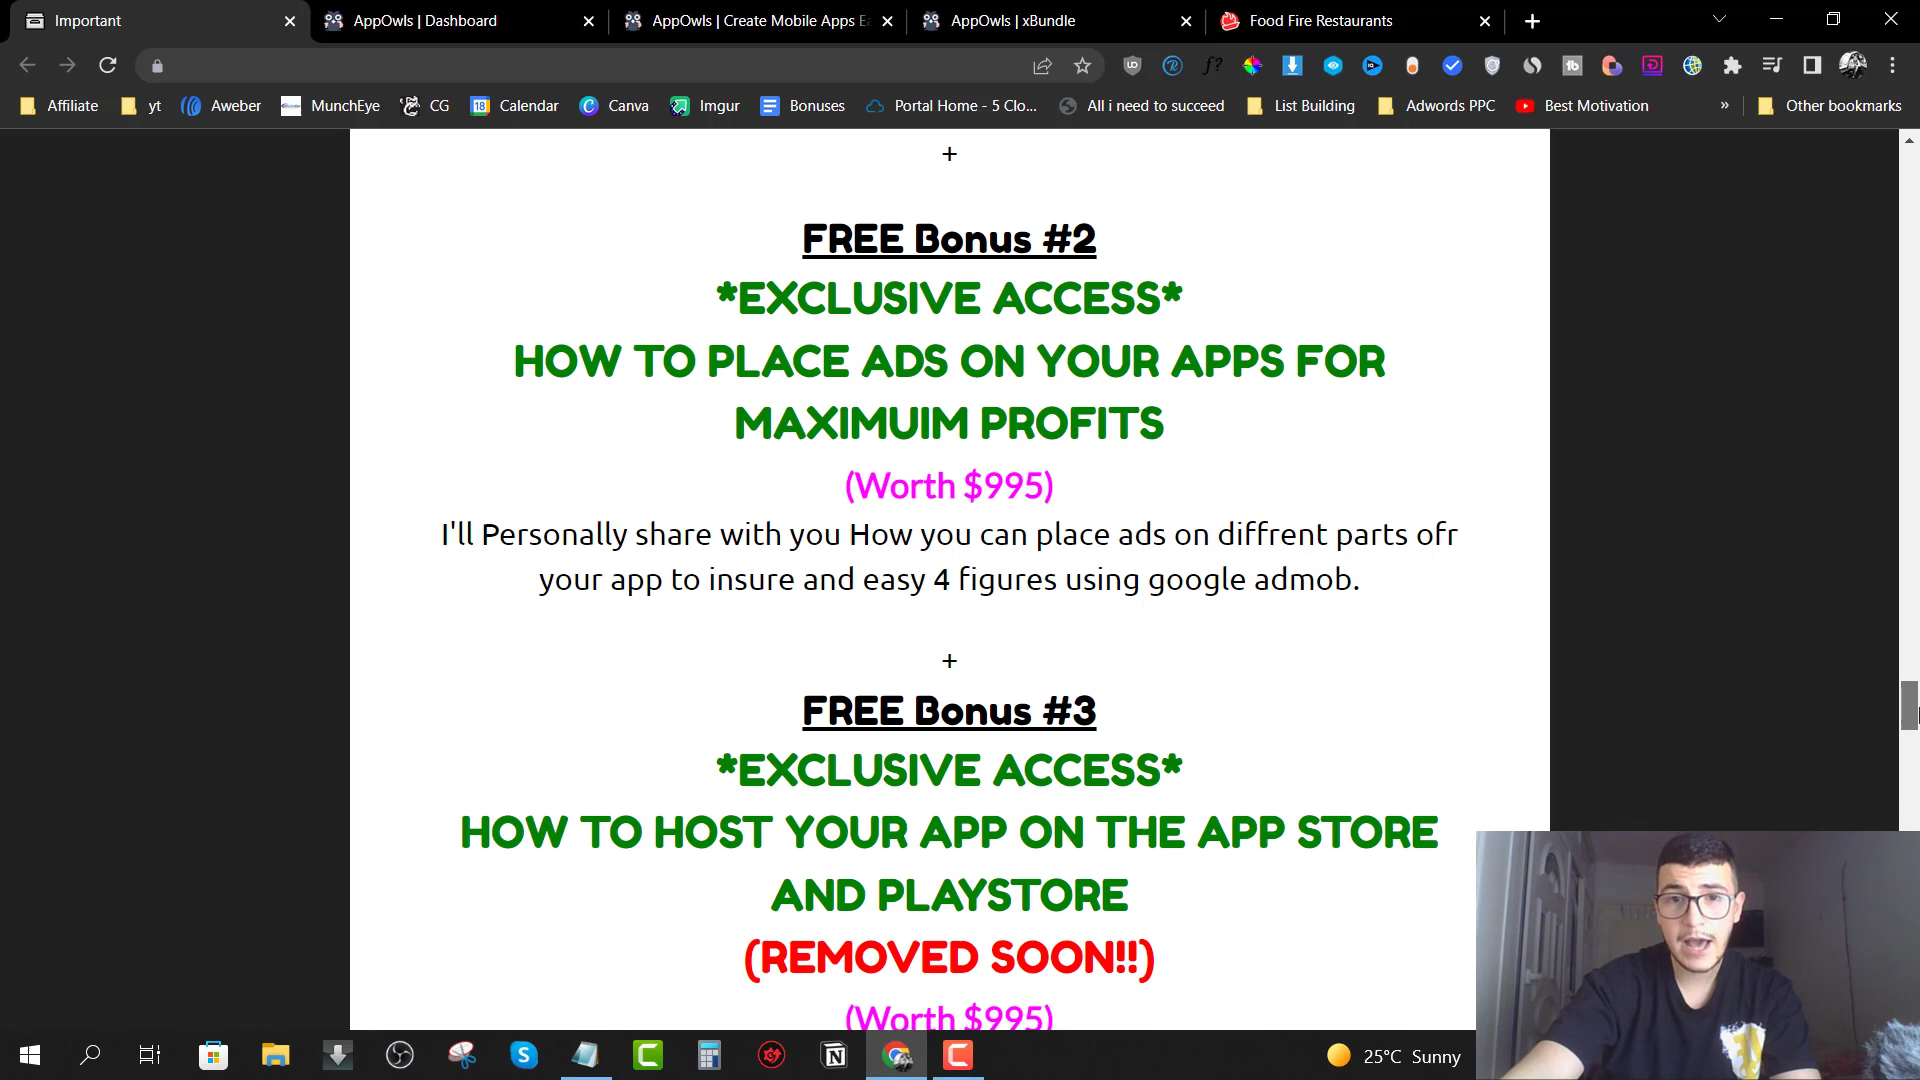 Important
AppOwls | Dashboard
AppOwls | Create Mobile Apps Ea
AppOwls | xBundle
Food Fire Restaurants
Affiliate
yt
Aweber
MunchEye
CG
Calendar
Canva
Imgur
Bonuses
Portal Home - 5 Clo...
All i need to succeed
List Building
Adwords PPC
Best Motivation
»
Other bookmarks
+
FREE Bonus #2
*EXCLUSIVE ACCESS*
HOW TO PLACE ADS ON YOUR APPS FOR
MAXIMUIM PROFITS
(Worth $995)
I'll Personally share with you How you can place ads on diffrent parts ofr
your app to insure and easy 4 figures using google admob.
+
FREE Bonus #3
*EXCLUSIVE ACCESS*
HOW TO HOST YOUR APP ON THE APP STORE
AND PLAYSTORE
(REMOVED SOON!!)
(Worth $995)
25°C Sunny